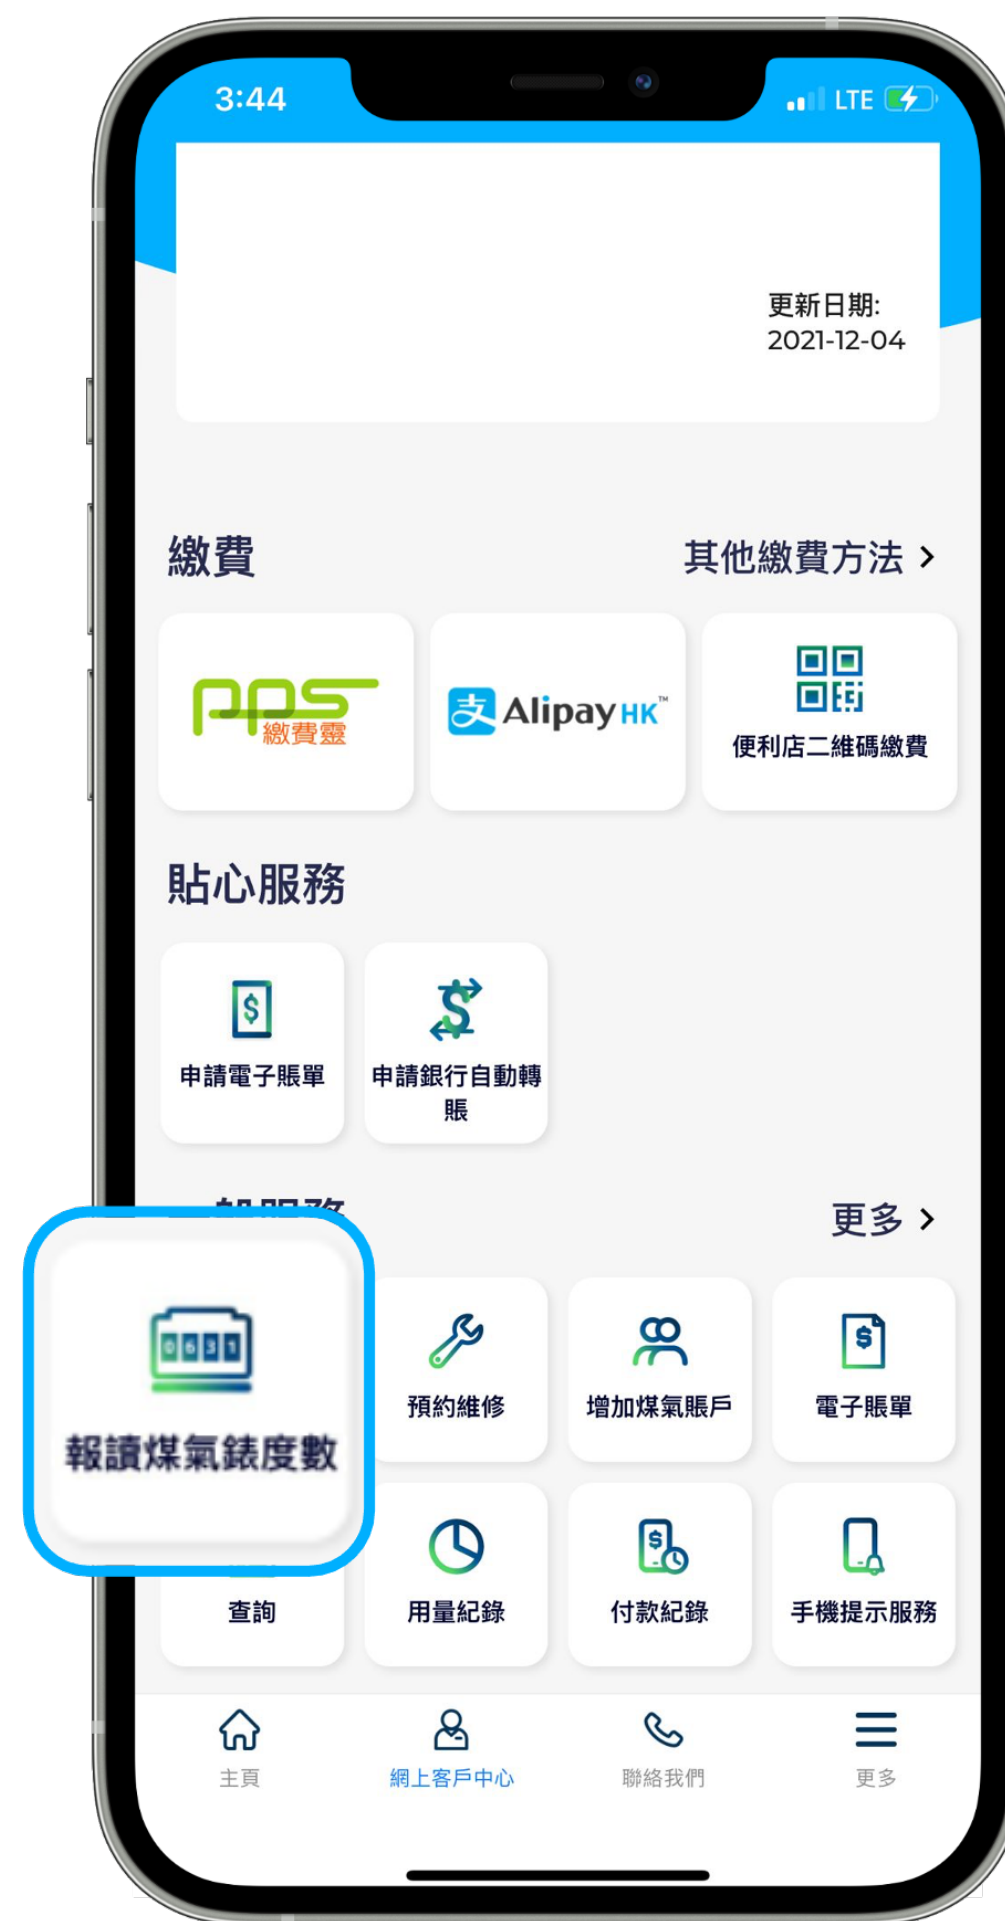 3:44
LTE
更新日期:
2021-12-04
繳費
其他繳費方法 >
pps
繳費靈
支 Alipay HK™
便利店二維碼繳費
貼心服務
申請電子賬單
申請銀行自動轉
賬
更多 >
0631
報讀煤氣錶度數
預約維修
增加煤氣賬戶
電子賬單
查詢
用量紀錄
付款紀錄
手機提示服務
主頁
網上客戶中心
聯絡我們
更多